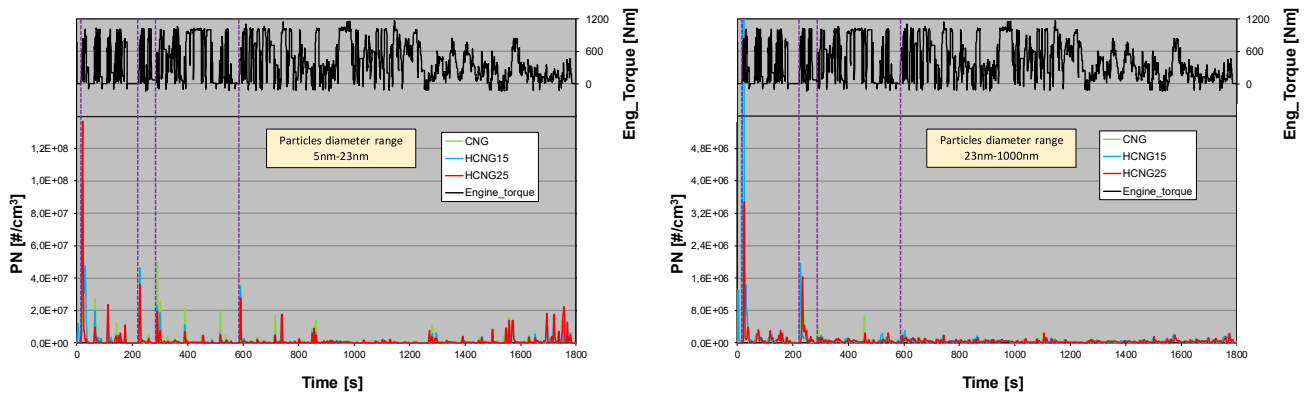 1200
600
0
Eng_Torque [Nm]
Particles diameter range
5nm-23nm
CNG
HCNG15
HCNG25
Engine_torque
1,2E+08
1,0E+08
8,0E+07
6,0E+07
4,0E+07
2,0E+07
0,0E+00
PN [#/cm³]
0 200 400 600 800 1000 1200 1400 1600 1800
Time [s]
1200
600
0
Eng_Torque [Nm]
Particles diameter range
23nm-1000nm
CNG
HCNG15
HCNG25
Engine_torque
4,8E+06
4,0E+06
3,2E+06
2,4E+06
1,6E+06
8,0E+05
0,0E+00
PN [#/cm³]
0 200 400 600 800 1000 1200 1400 1600 1800
Time [s]